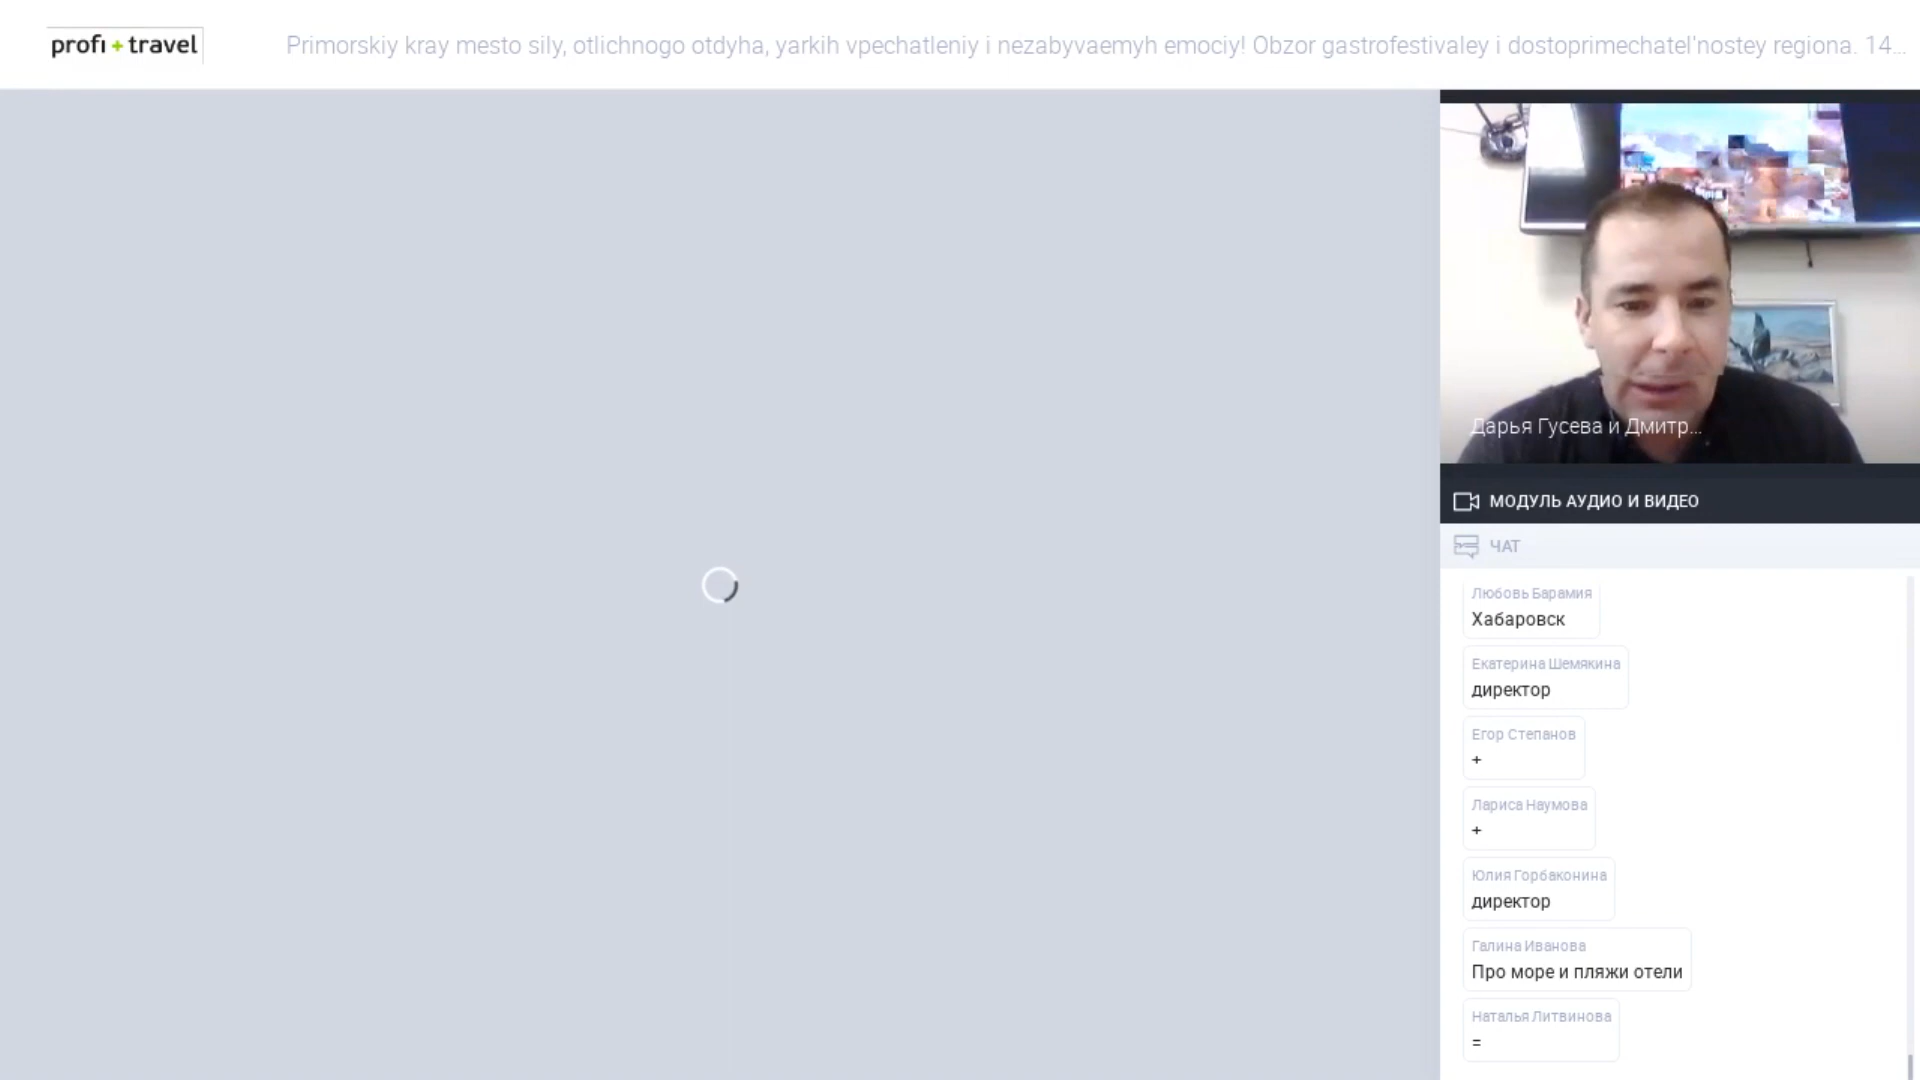 profi + travel
Primorskiy kray mesto sily, otlichnogo otdyha, yarkih vpechatleniy i nezabyvaemyh emociy! Obzor gastrofestivaley i dostoprimechatel'nostey regiona. 14...
Дарья Гусева и Дмитр...
МОДУЛЬ АУДИО И ВИДЕО
ЧАТ
Любовь Барамия
Хабаровск
Екатерина Шемякина
директор
Егор Степанов
+
Лариса Наумова
+
Юлия Горбаконина
директор
Галина Иванова
Про море и пляжи отели
Наталья Литвинова
=